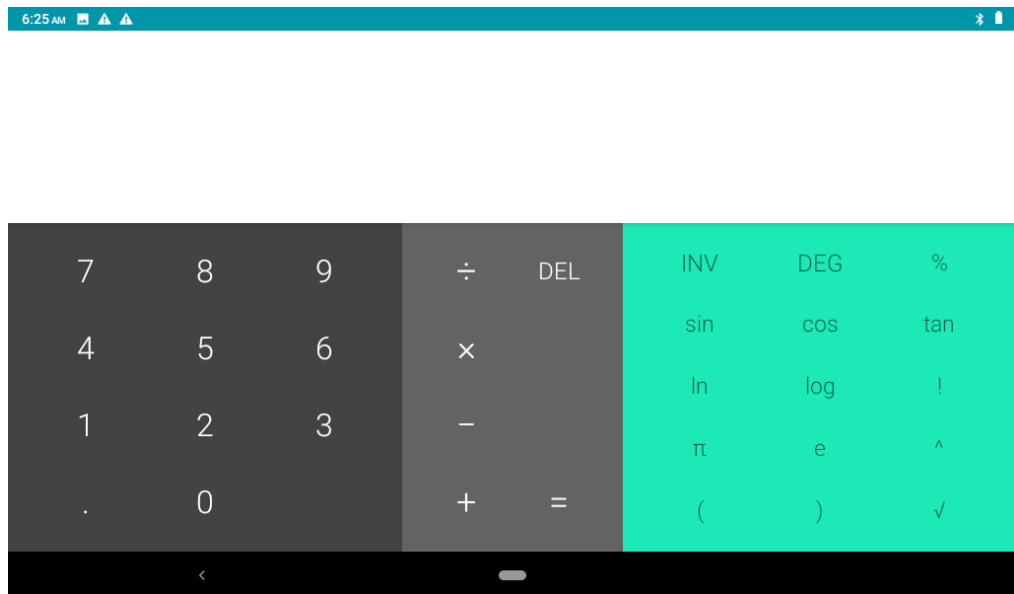 6:25 AM
7 8 9 ÷ DEL INV DEG %
4 5 6 × sin cos tan
1 2 3 − ln log !
. 0 + = π e ^
( ) √